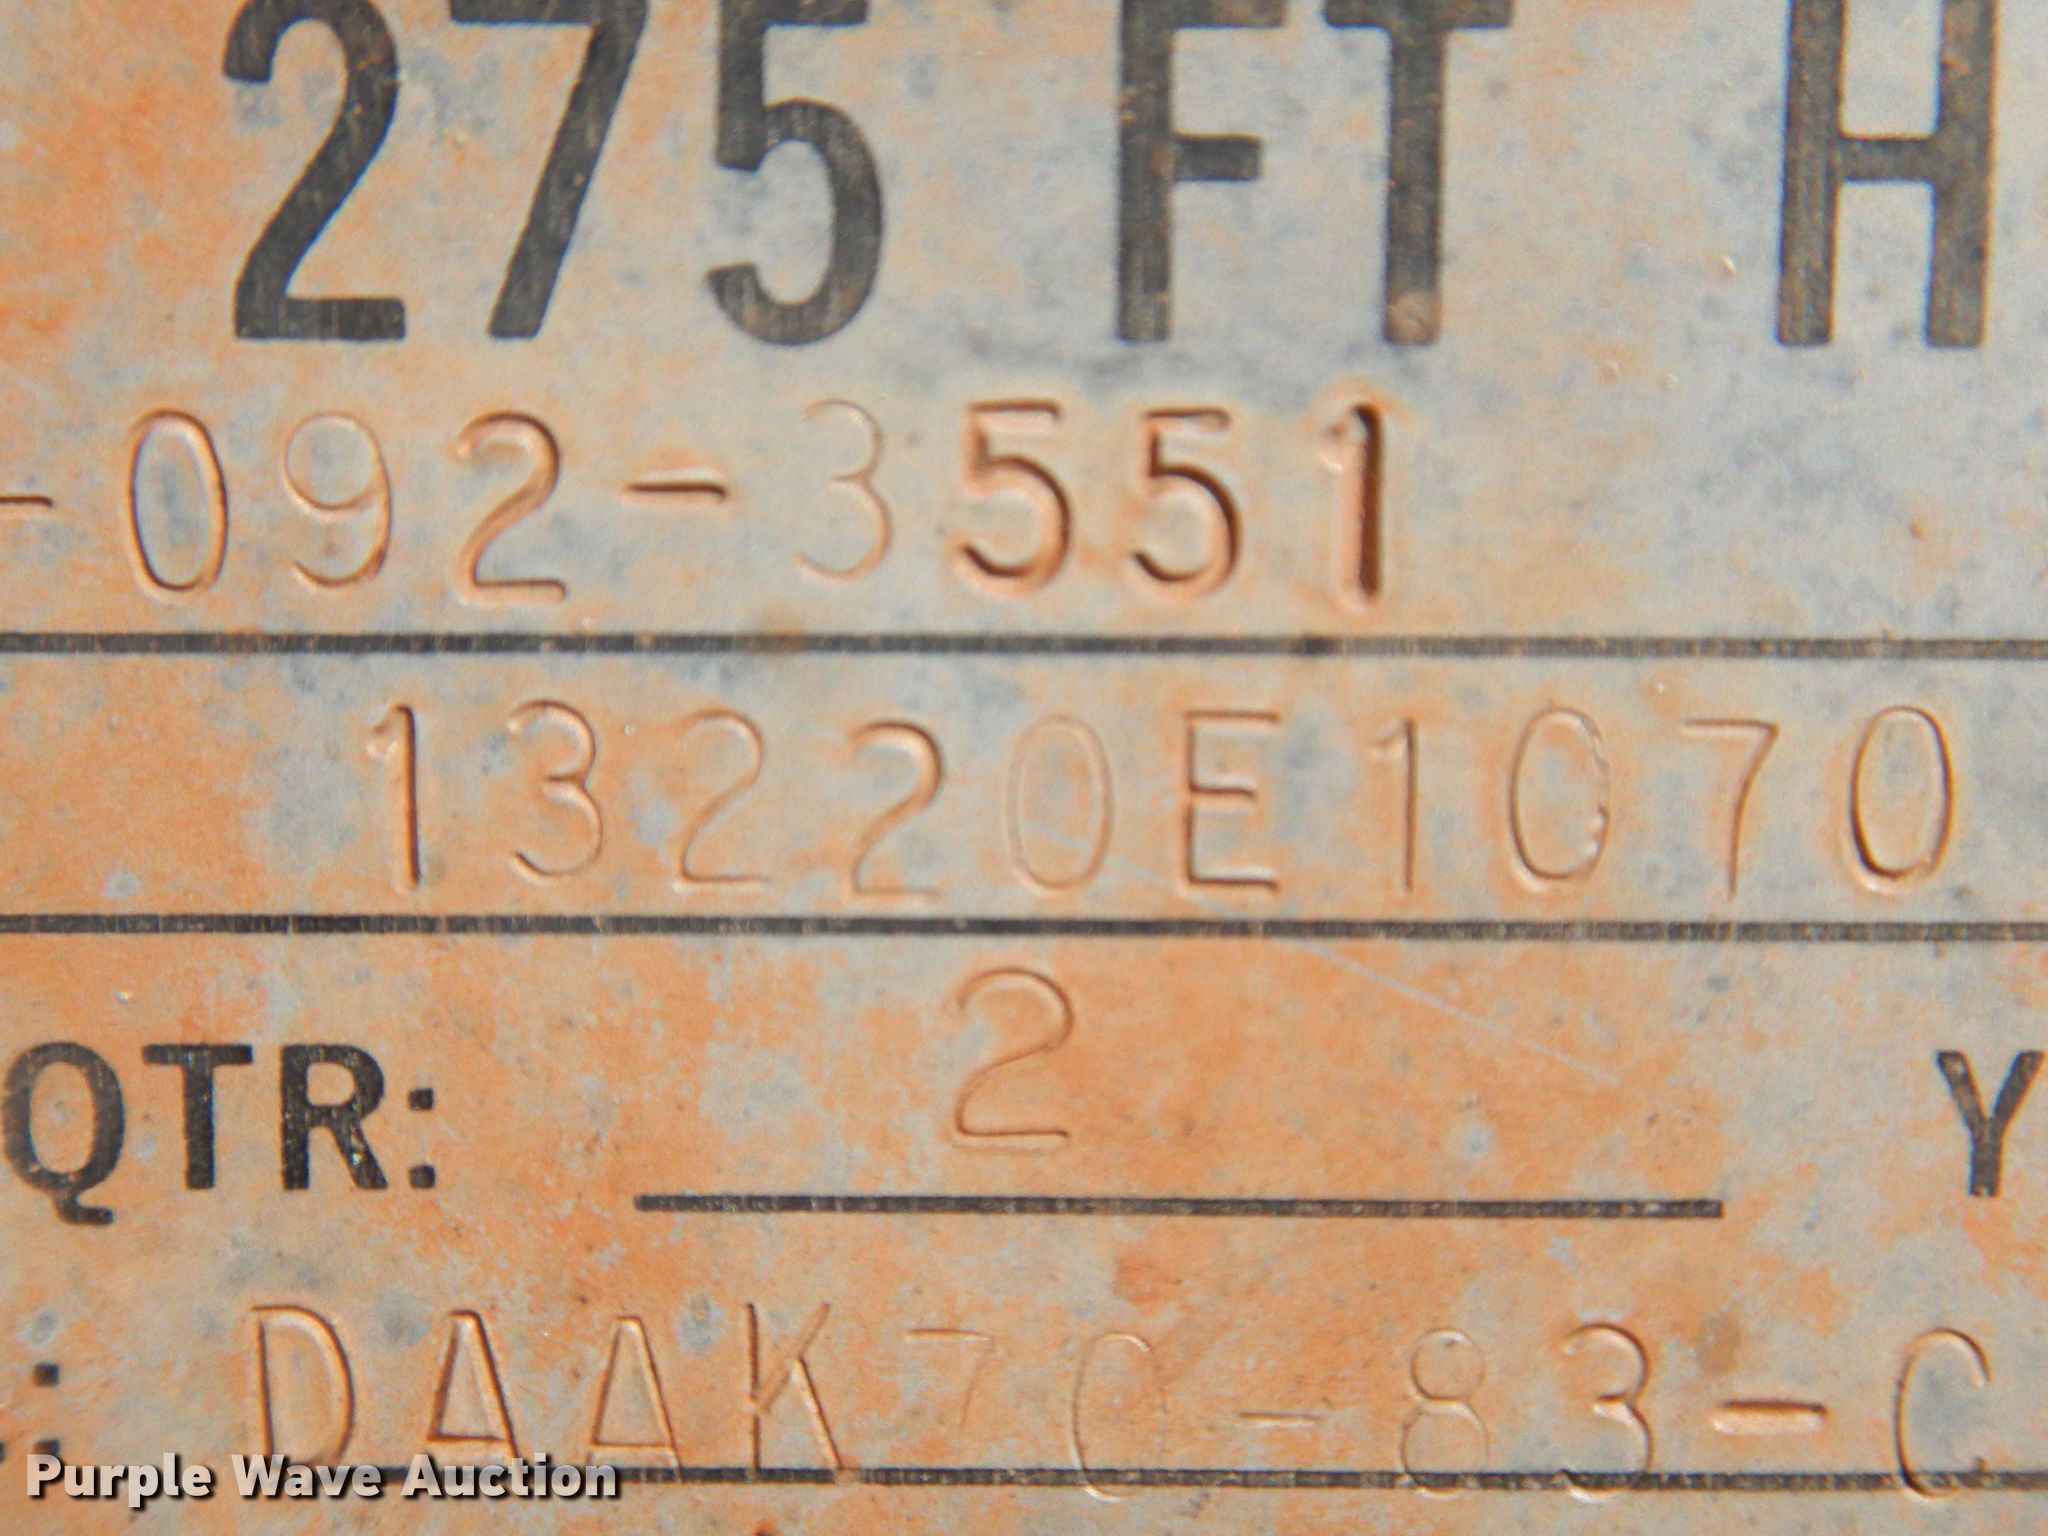 275 FT H
-092-3551
13220E1070
QTR: 2 Y
.: DAAK70-83-C
Purple Wave Auction